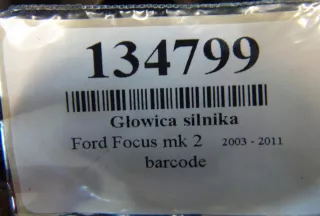 134799
Głowica silnika
Ford Focus mk 2 2003 - 2011
barcode